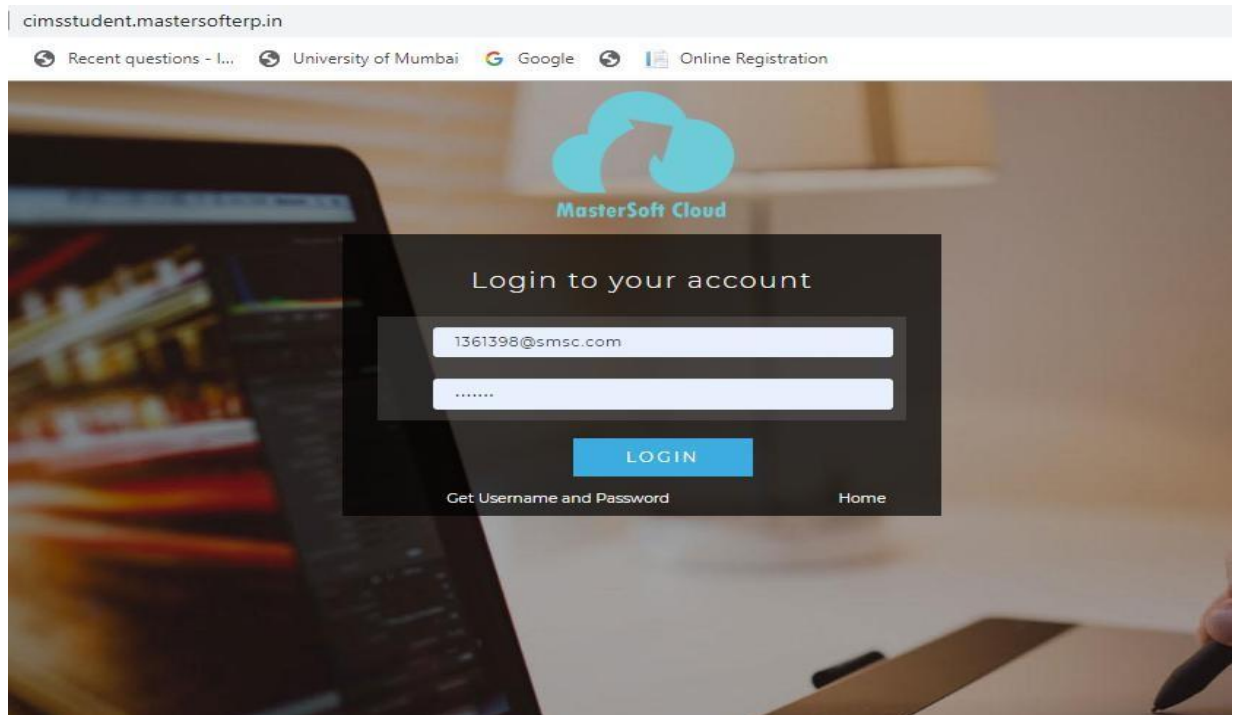 cimsstudent.mastersofterp.in
Recent questions - I... University of Mumbai Google Online Registration
MasterSoft Cloud
Login to your account
1361398@smsc.com
.......
LOGIN
Get Username and Password Home